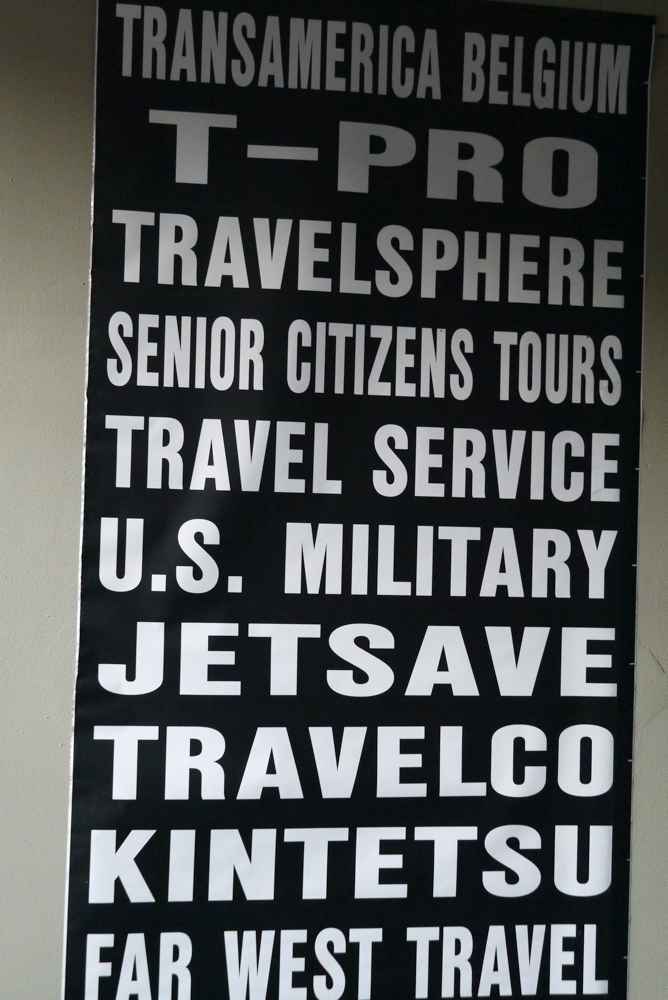 TRANSAMERICA BELGIUM
T-PRO
TRAVELSPHERE
SENIOR CITIZENS TOURS
TRAVEL SERVICE
U.S. MILITARY
JETSAVE
TRAVELCO
KINTETSU
FAR WEST TRAVEL